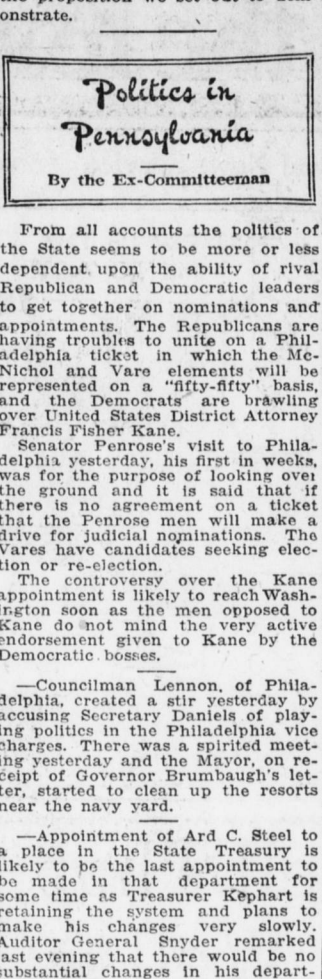 onstrate.
Politics in
Pennsylvania
By the Ex-Committeeman
From all accounts the politics of
the State seems to be more or less
dependent upon the ability of rival
Republican and Democratic leaders
to get together on nominations and
appointments. The Republicans are
having troubles to unite on a Phil-
adelphia ticket in which the Mc-
Nichol and Vare elements will be
represented on a "fifty-fifty" basis,
and the Democrats are brawling
over United States District Attorney
Francis Fisher Kane.
Senator Penrose's visit to Phila-
delphia yesterday, his first in weeks,
was for the purpose of looking over
the ground and it is said that if
there is no agreement on a ticket
that the Penrose men will make a
drive for judicial nominations. The
Vares have candidates seeking elec-
tion or re-election.
The controversy over the Kane
appointment is likely to reach Wash-
ington soon as the men opposed to
Kane do not mind the very active
endorsement given to Kane by the
Democratic bosses.
—Councilman Lennon, of Phila-
delphia, created a stir yesterday by
accusing Secretary Daniels of play-
ing politics in the Philadelphia vice
charges. There was a spirited meet-
ing yesterday and the Mayor, on re-
ceipt of Governor Brumbaugh's let-
ter, started to clean up the resorts
near the navy yard.
—Appointment of Ard C. Steel to
a place in the State Treasury is
likely to be the last appointment to
be made in that department for
some time as Treasurer Kephart is
retaining the system and plans to
make his changes very slowly.
Auditor General Snyder remarked
last evening that there would be no
substantial changes in his depart-